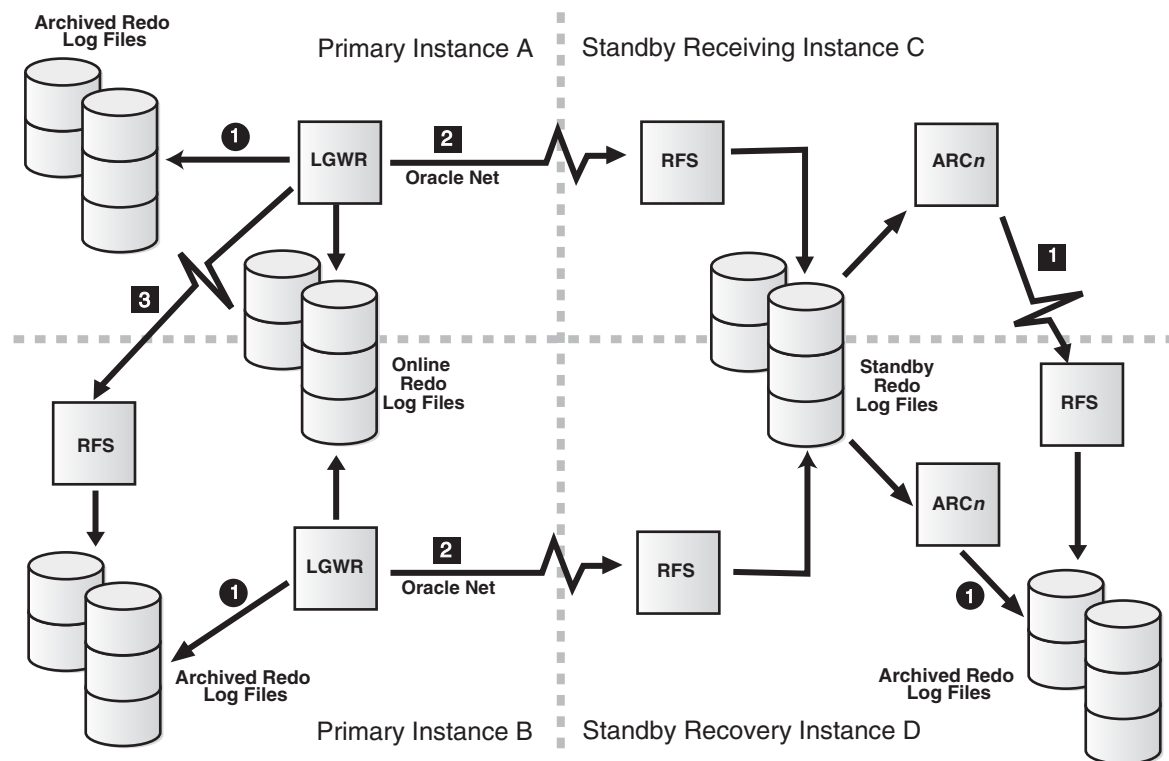 Archived Redo
Log Files
Primary Instance A
Standby Receiving Instance C
1
2
LGWR
Oracle Net
RFS
ARCn
3
1
Online
Redo
Log Files
Standby
Redo
Log Files
RFS
RFS
ARCn
LGWR
2
Oracle Net
RFS
1
1
Archived Redo
Log Files
Archived Redo
Log Files
Primary Instance B
Standby Recovery Instance D